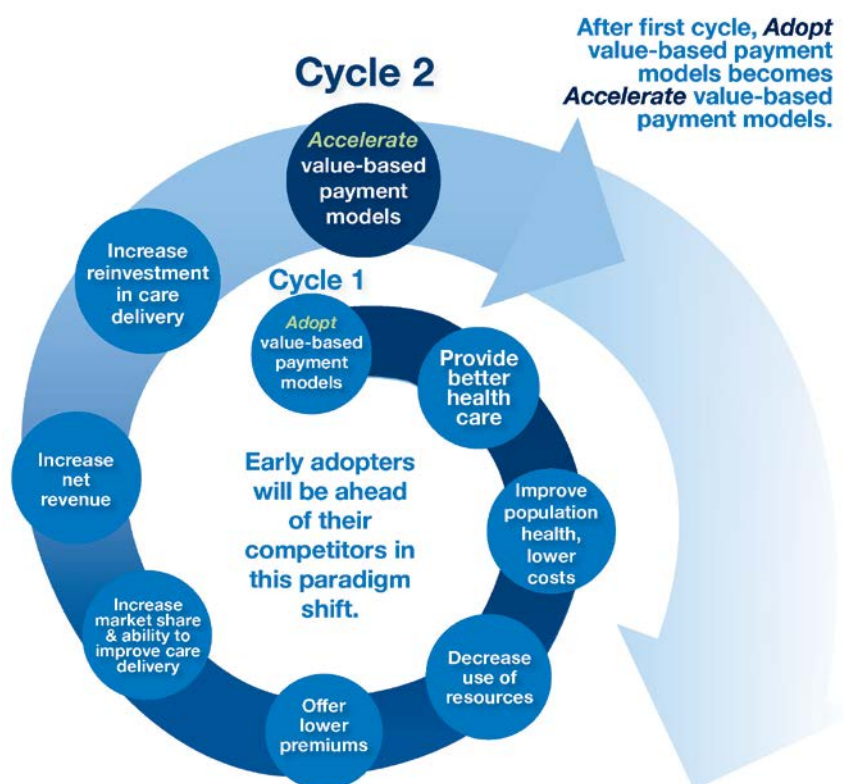 After first cycle, Adopt
value-based payment
models becomes
Accelerate value-based
payment models.
Cycle 2
Accelerate
value-based
payment
models
Increase
reinvestment
in care
delivery
Cycle 1
Adopt
value-based
payment
models
Provide
better
health
care
Increase
net
revenue
Early adopters
will be ahead
of their
competitors in
this paradigm
shift.
Improve
population
health,
lower
costs
Increase
market share
& ability to
improve care
delivery
Decrease
use of
resources
Offer
lower
premiums